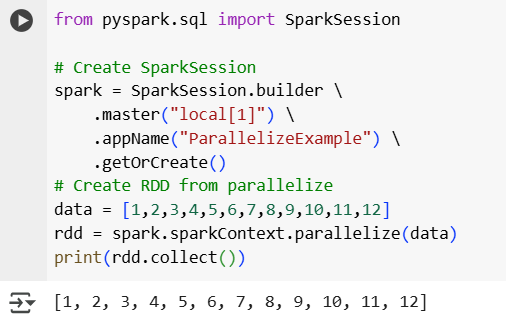 from pyspark.sql import SparkSession
# Create SparkSession
spark = SparkSession.builder \
    .master("local[1]") \
    .appName("ParallelizeExample") \
    .getOrCreate()
# Create RDD from parallelize
data = [1,2,3,4,5,6,7,8,9,10,11,12]
rdd = spark.sparkContext.parallelize(data)
print(rdd.collect())
[1, 2, 3, 4, 5, 6, 7, 8, 9, 10, 11, 12]